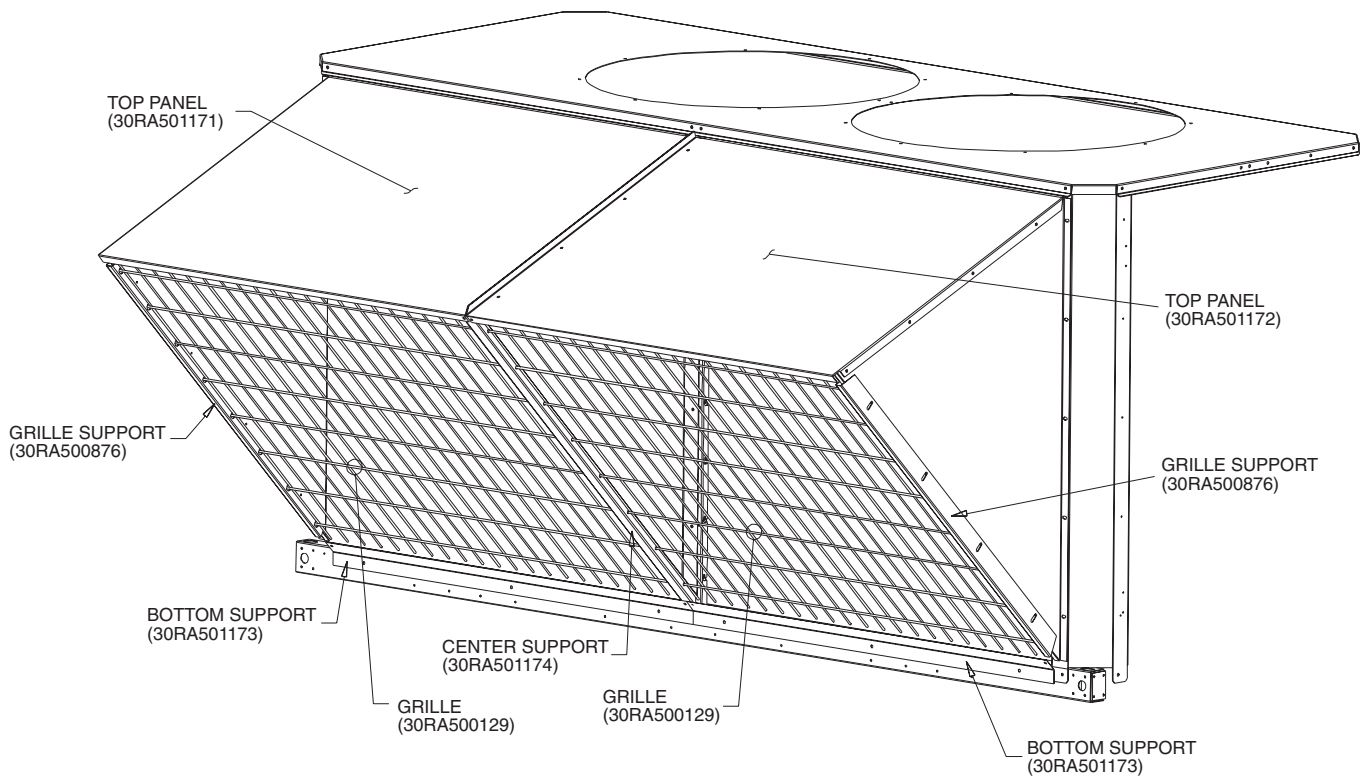 TOP PANEL
(30RA501171)
TOP PANEL
(30RA501172)
GRILLE SUPPORT
(30RA500876)
GRILLE SUPPORT
(30RA500876)
BOTTOM SUPPORT
(30RA501173)
CENTER SUPPORT
(30RA501174)
GRILLE
(30RA500129)
GRILLE
(30RA500129)
BOTTOM SUPPORT
(30RA501173)